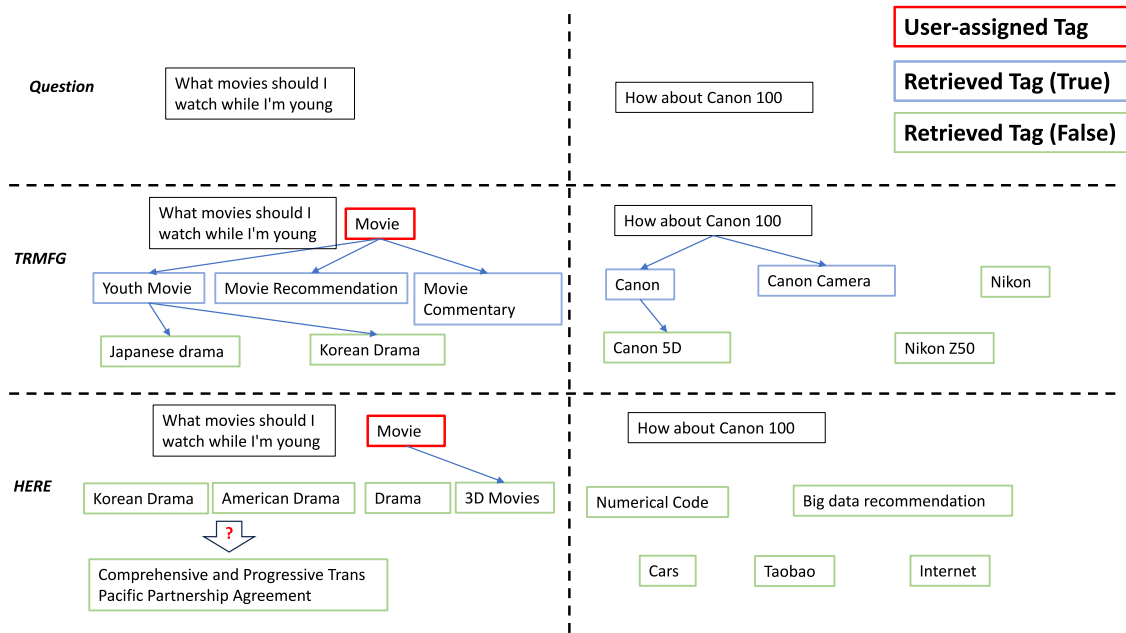 User-assigned Tag
Retrieved Tag (True)
Retrieved Tag (False)
Question
What movies should I
watch while I'm young
How about Canon 100
TRMFG
What movies should I
watch while I'm young
Movie
Youth Movie
Movie Recommendation
Movie
Commentary
Japanese drama
Korean Drama
How about Canon 100
Canon
Canon Camera
Nikon
Canon 5D
Nikon Z50
HERE
What movies should I
watch while I'm young
Movie
Korean Drama
American Drama
Drama
3D Movies
?
Comprehensive and Progressive Trans
Pacific Partnership Agreement
How about Canon 100
Numerical Code
Big data recommendation
Cars
Taobao
Internet